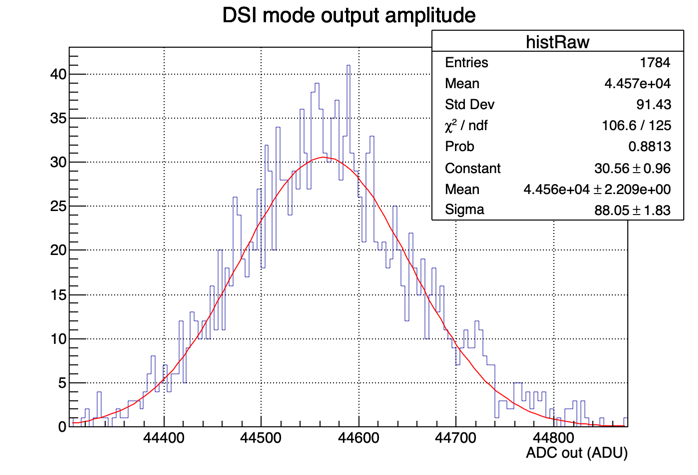 DSI mode output amplitude
histRaw
Entries 1784
Mean 4.457e+04
Std Dev 91.43
χ² / ndf 106.6 / 125
Prob 0.8813
Constant 30.56 ± 0.96
Mean 4.456e+04 ± 2.209e+00
Sigma 88.05 ± 1.83
40
35
30
25
20
15
10
5
0
44400 44500 44600 44700 44800
ADC out (ADU)